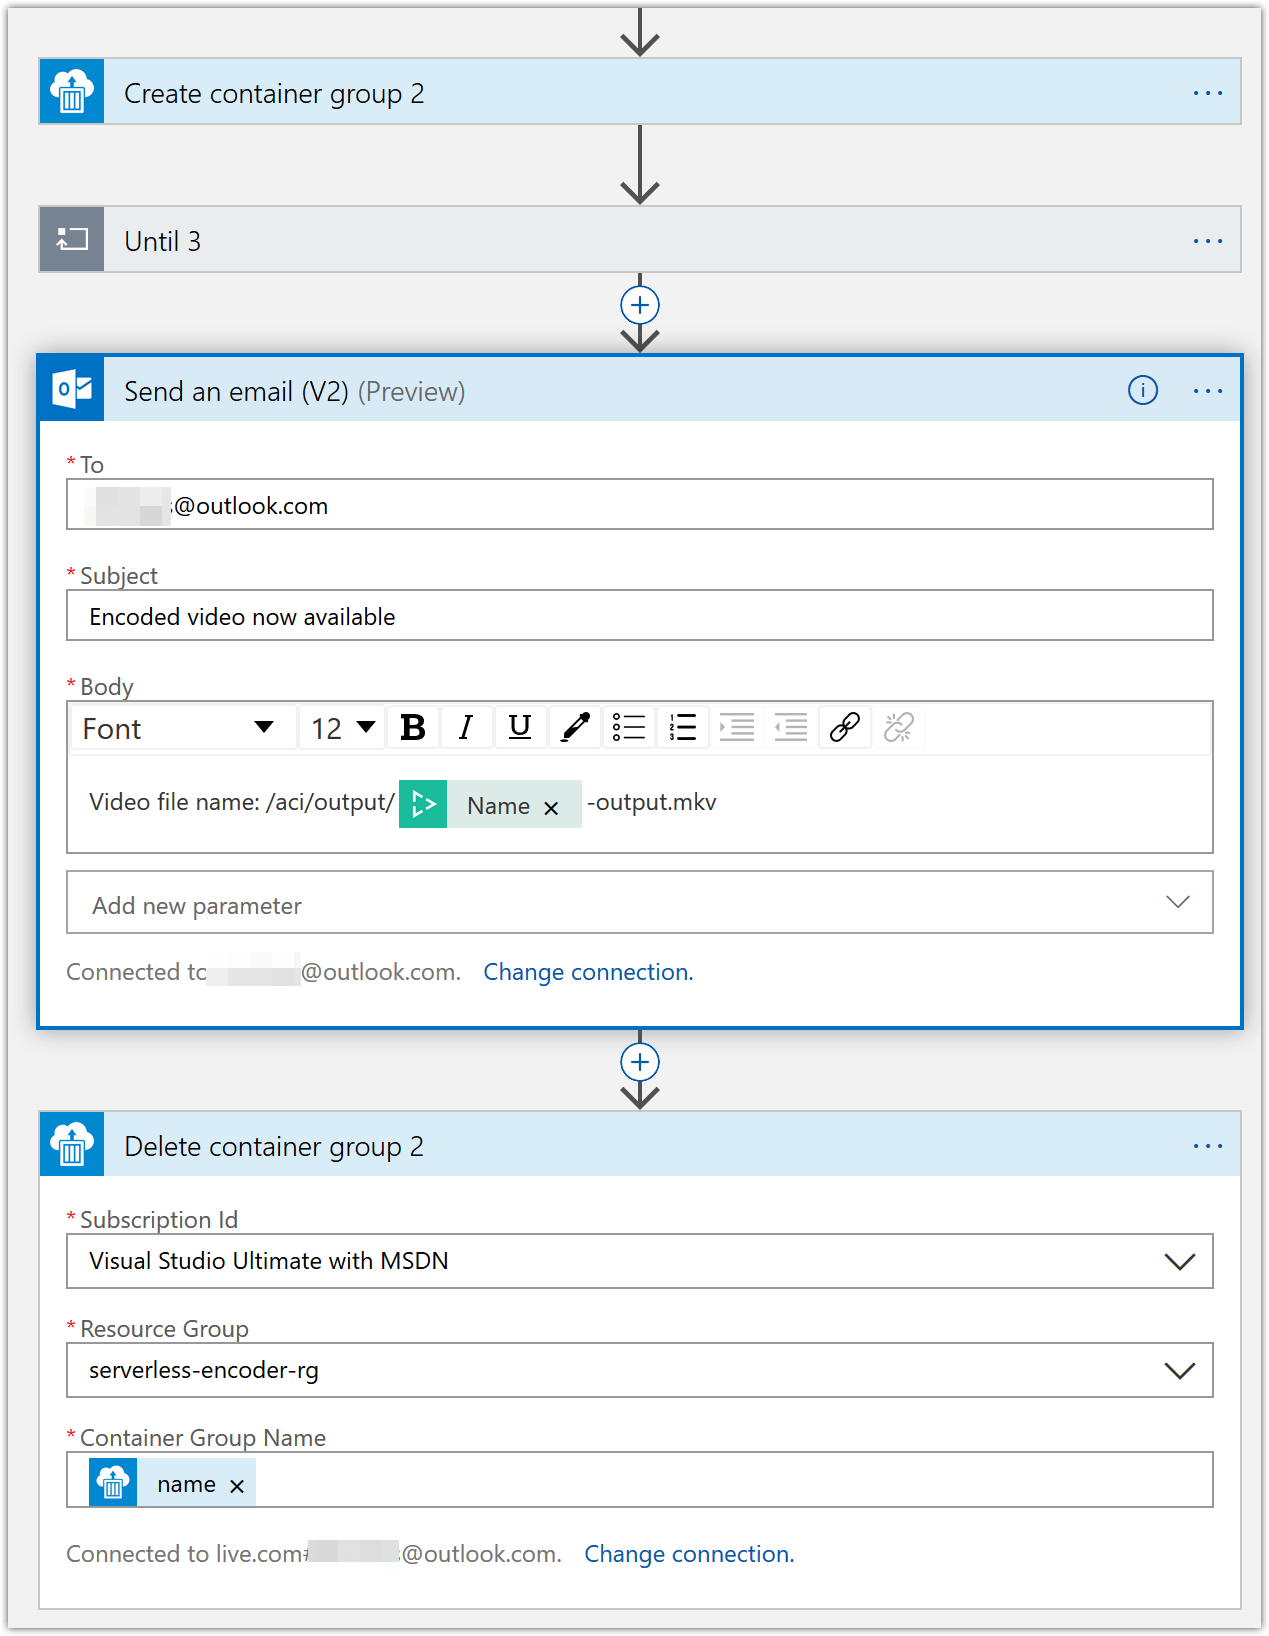 Create container group 2
Until 3
Send an email (V2) (Preview)
* To
@outlook.com
* Subject
Encoded video now available
* Body
Font 12 B I U
Video file name: /aci/output/ Name × -output.mkv
Add new parameter
Connected to @outlook.com. Change connection.
Delete container group 2
* Subscription Id
Visual Studio Ultimate with MSDN
* Resource Group
serverless-encoder-rg
* Container Group Name
name ×
Connected to live.com# @outlook.com. Change connection.